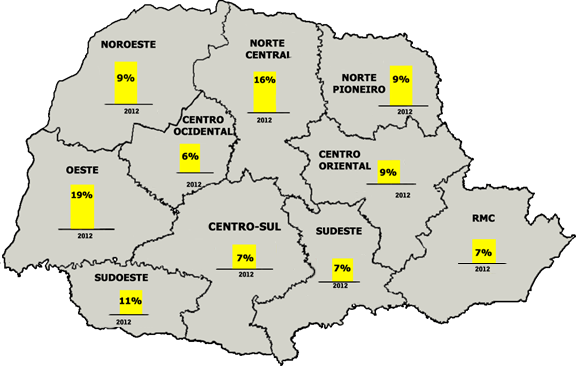 NOROESTE
9%
2012
NORTE
CENTRAL
16%
2012
NORTE
PIONEIRO
9%
2012
CENTRO
OCIDENTAL
6%
2012
CENTRO
ORIENTAL
9%
2012
OESTE
19%
2012
CENTRO-SUL
7%
2012
SUDESTE
7%
2012
RMC
7%
2012
SUDOESTE
11%
2012